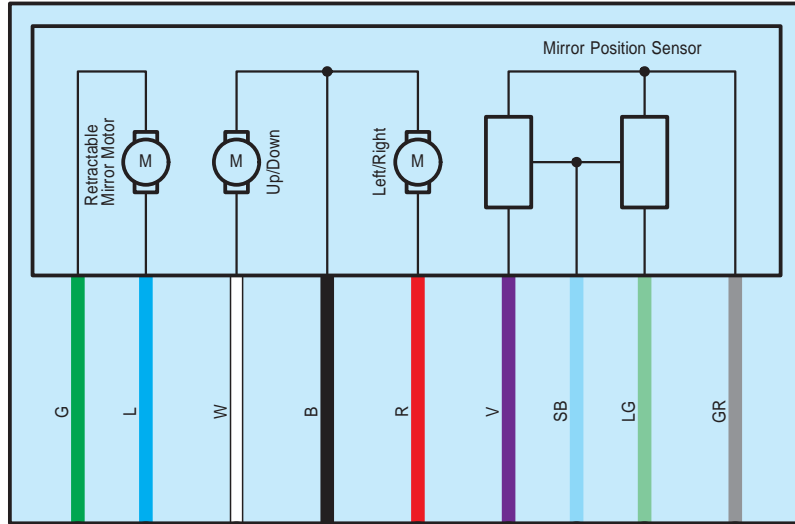 Mirror Position Sensor
Retractable
Mirror Motor
M
M
Up/Down
Left/Right
M
G
L
W
B
R
V
SB
LG
GR